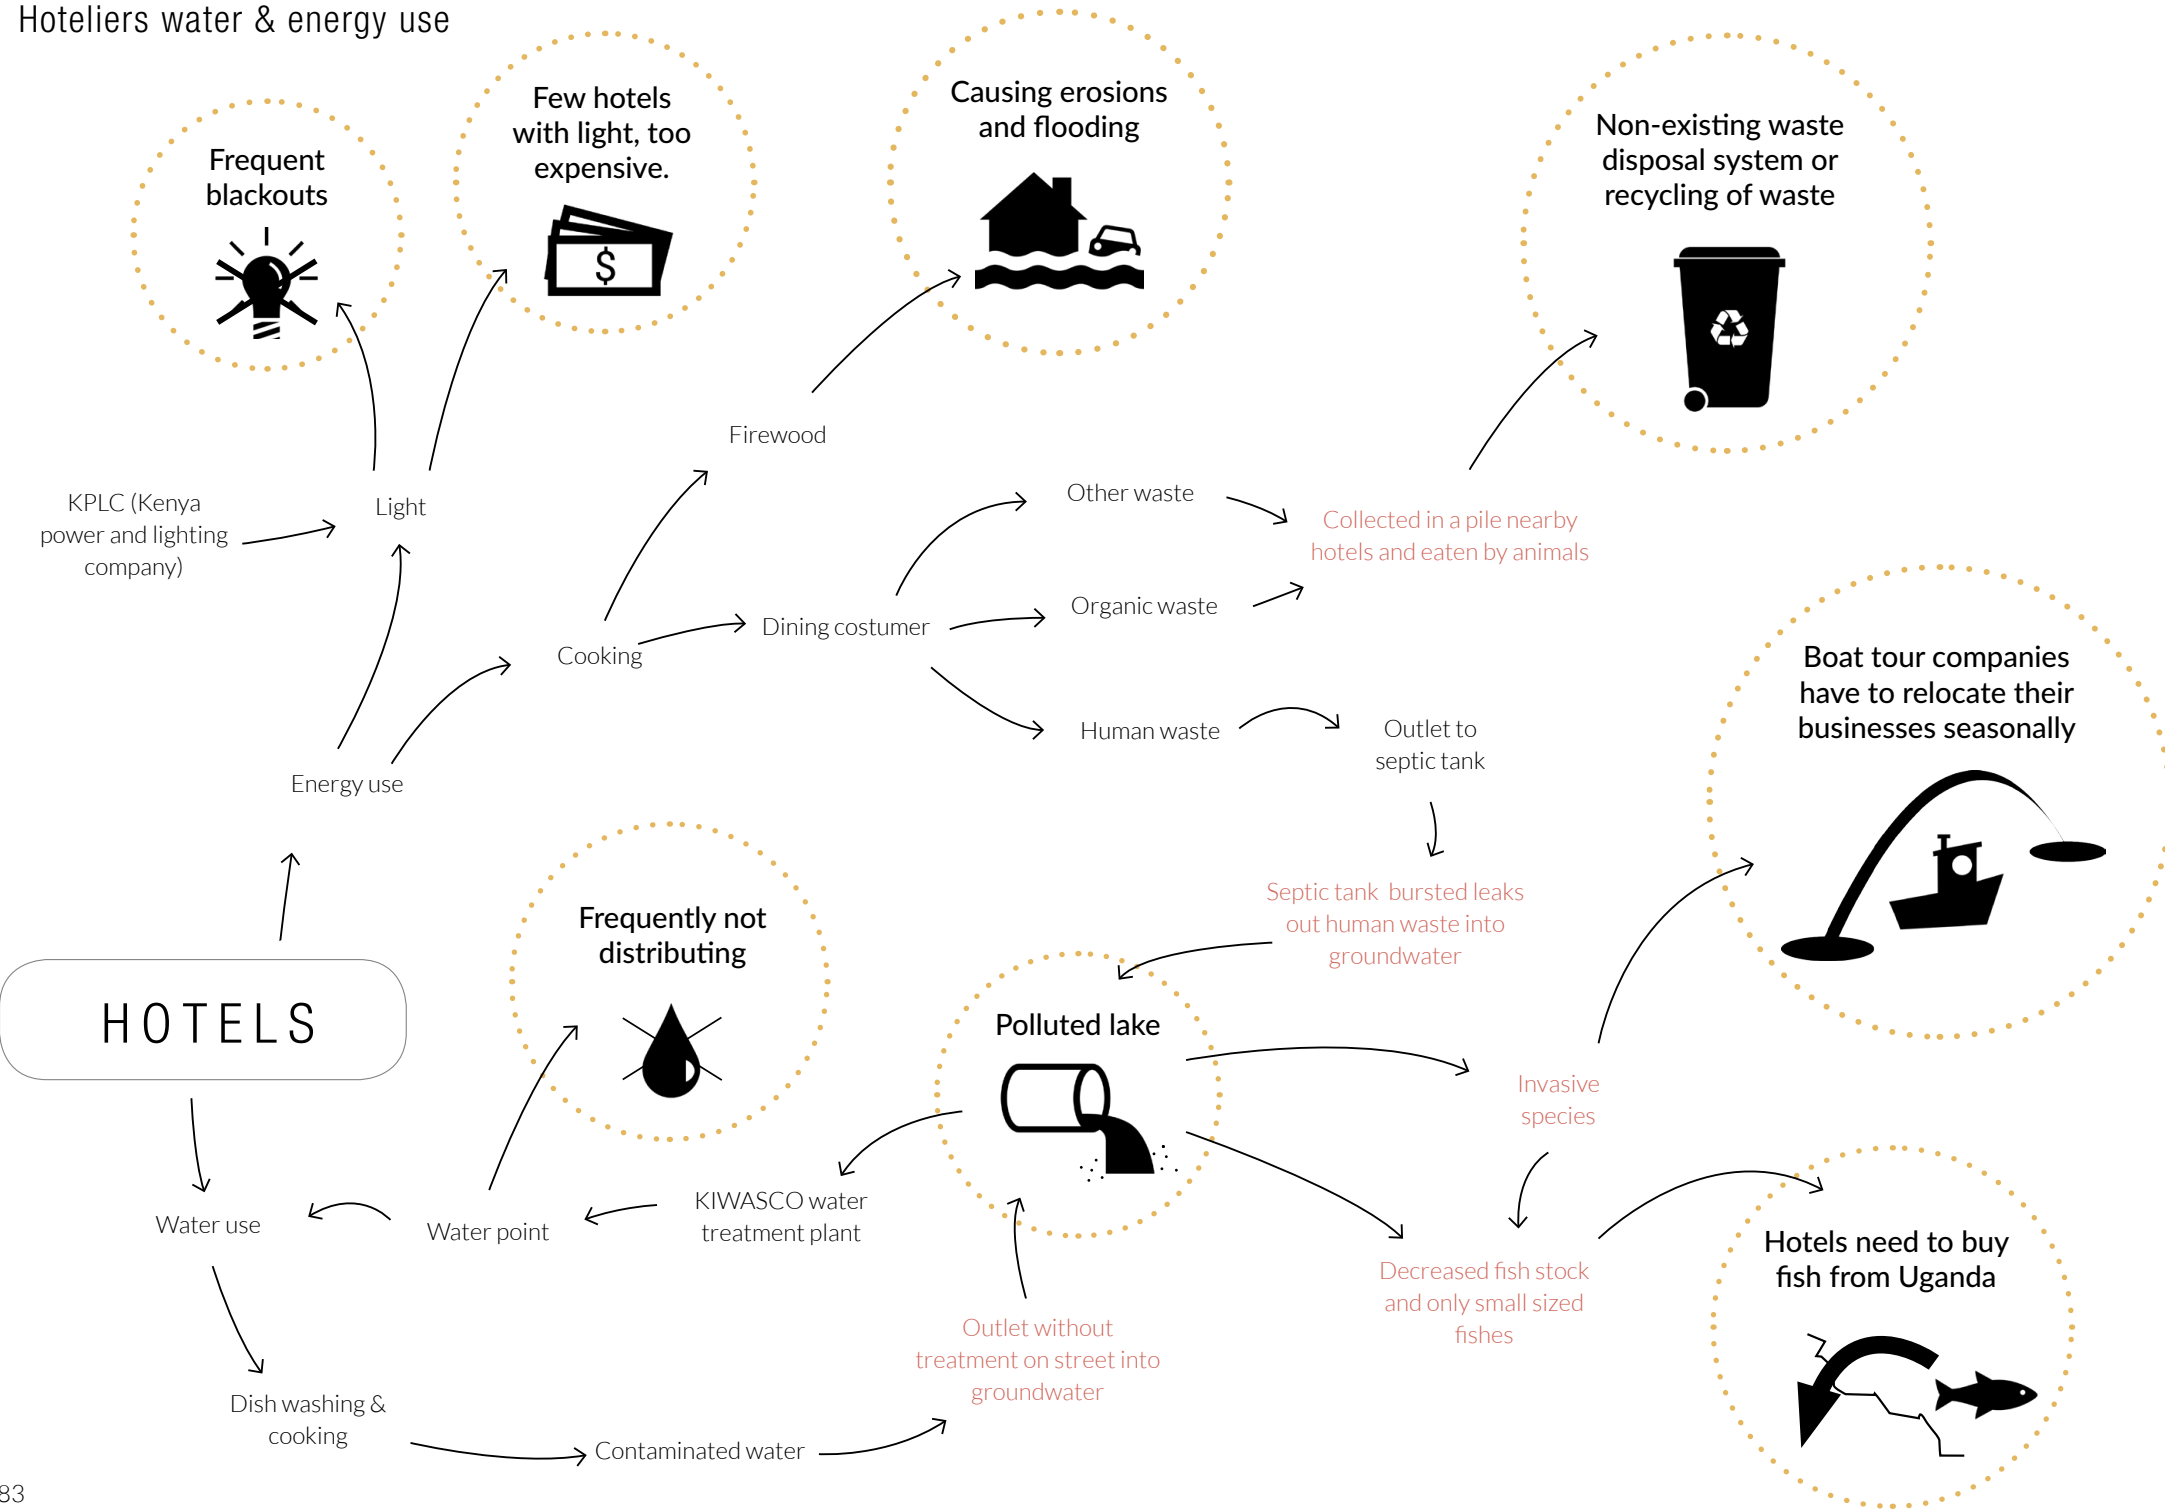 Hoteliers water & energy use
Frequent
blackouts
Few hotels
with light, too
expensive.
$
Causing erosions
and flooding
Non-existing waste
disposal system or
recycling of waste
Firewood
KPLC (Kenya
power and lighting
company)
Light
Other waste
Collected in a pile nearby
hotels and eaten by animals
Organic waste
Dining costumer
Cooking
Human waste
Outlet to
septic tank
Boat tour companies
have to relocate their
businesses seasonally
Energy use
Septic tank bursted leaks
out human waste into
groundwater
Frequently not
distributing
HOTELS
Polluted lake
Invasive
species
KIWASCO water
treatment plant
Water use
Water point
Hotels need to buy
fish from Uganda
Decreased fish stock
and only small sized
fishes
Outlet without
treatment on street into
groundwater
Dish washing &
cooking
Contaminated water
83